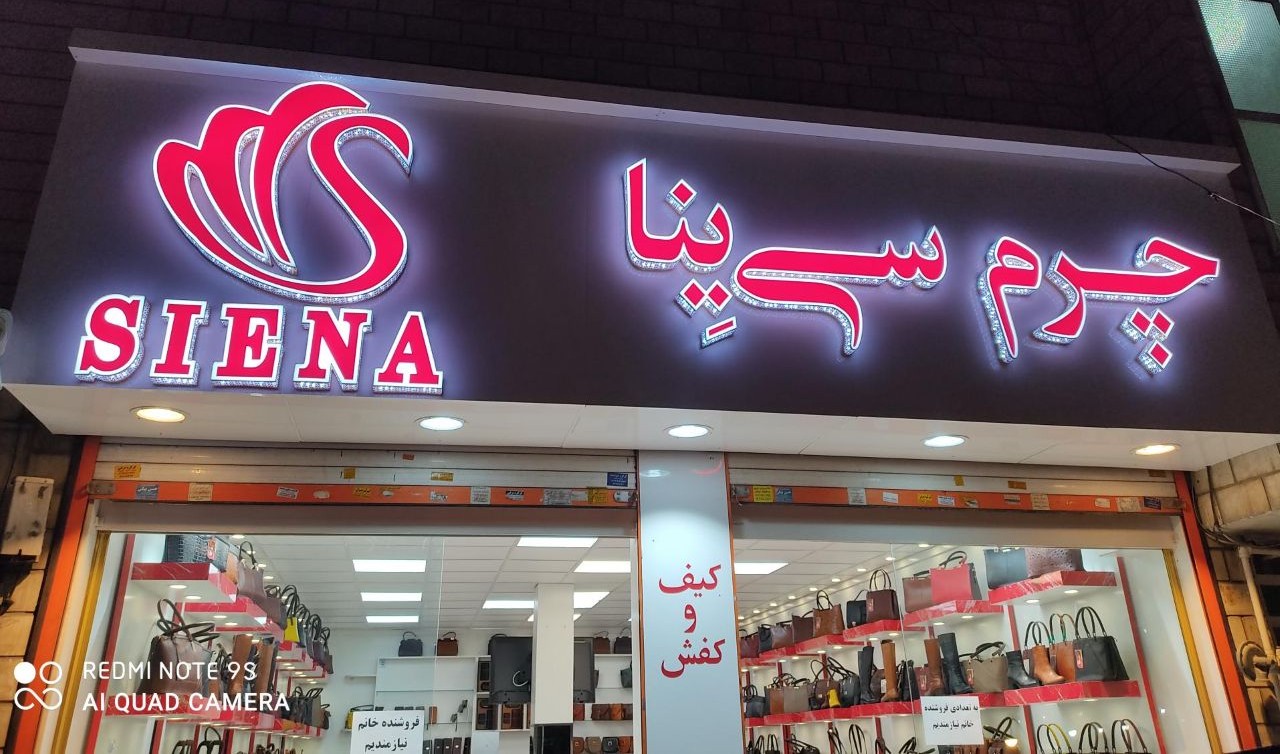 SIENA
چرم سی‌یِنا
کیف
و
کفش
فروشنده خانم
نیازمندیم
به تعدادی فروشنده
خانم نیازمندیم
REDMI NOTE 9S
AI QUAD CAMERA